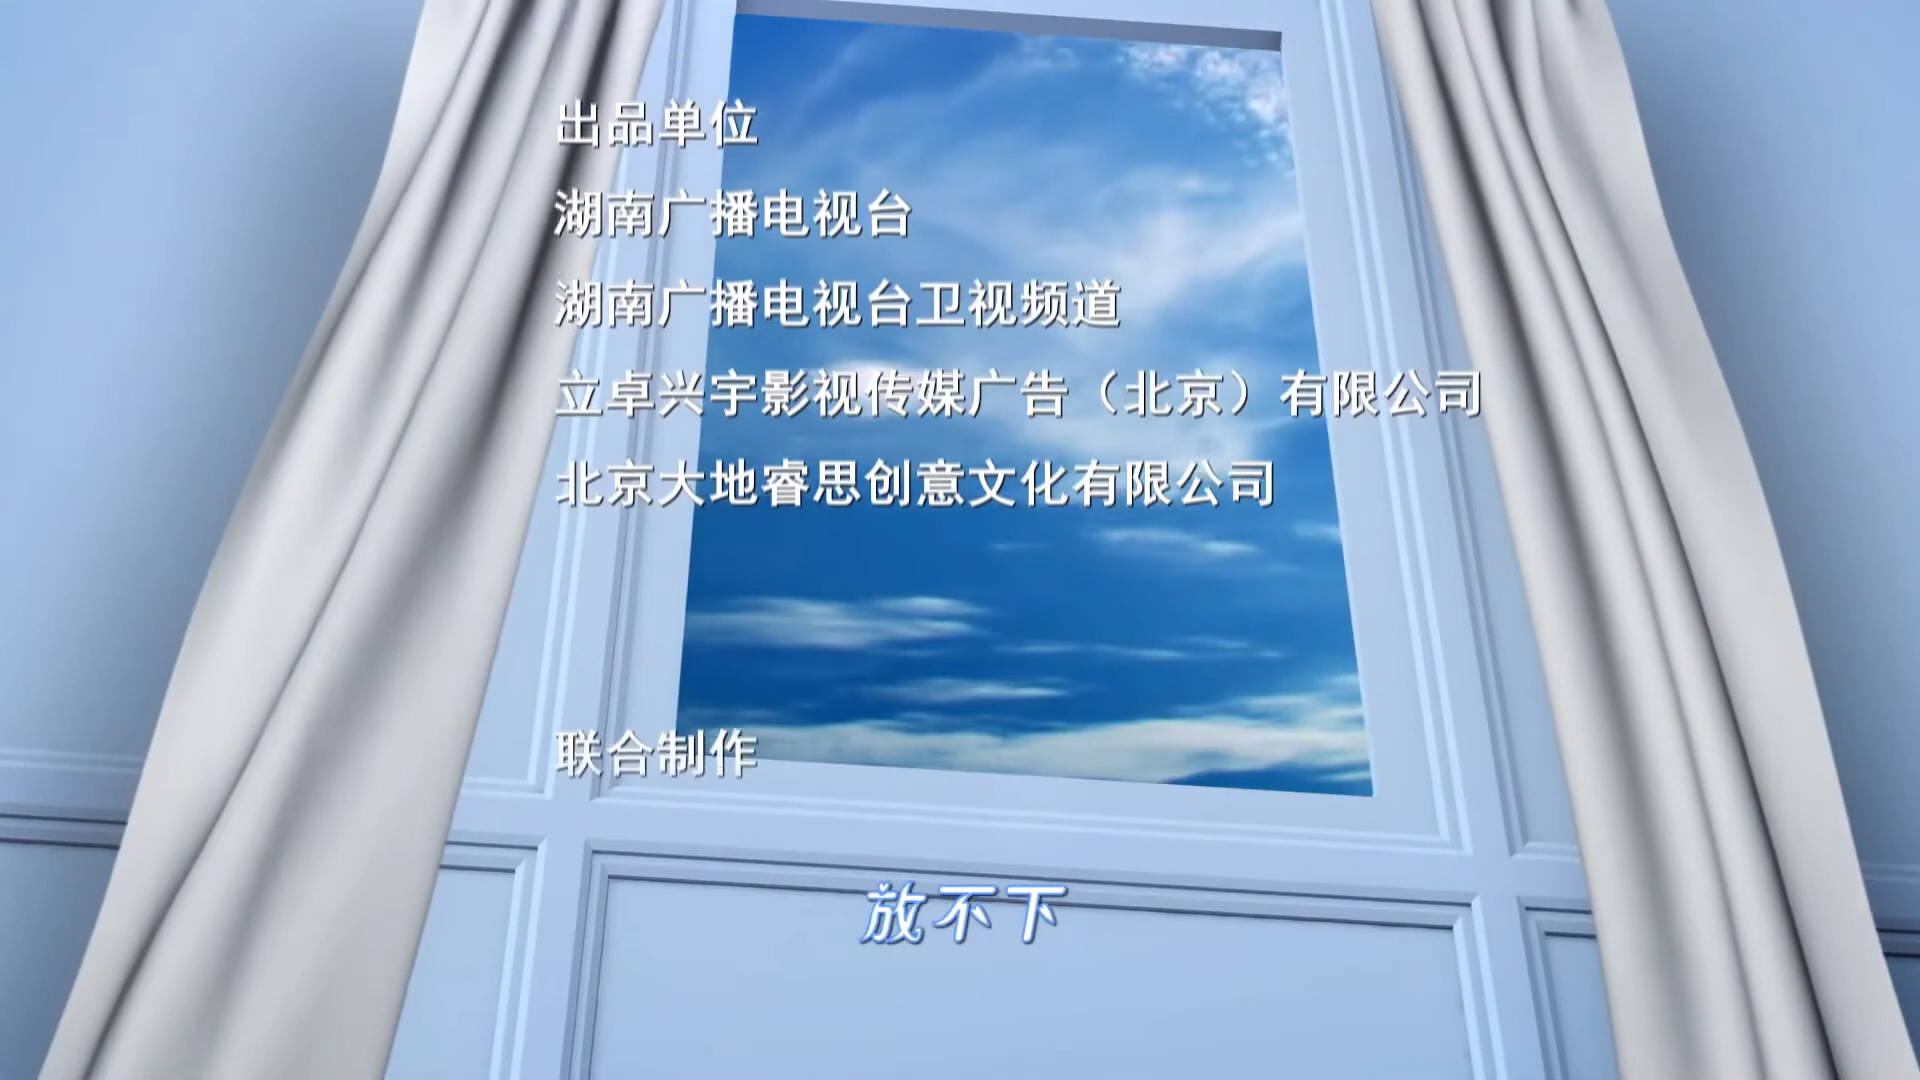 出品单位
湖南广播电视台
湖南广播电视台卫视频道
立卓兴宇影视传媒广告（北京）有限公司
北京大地睿思创意文化有限公司
联合制作
放不下